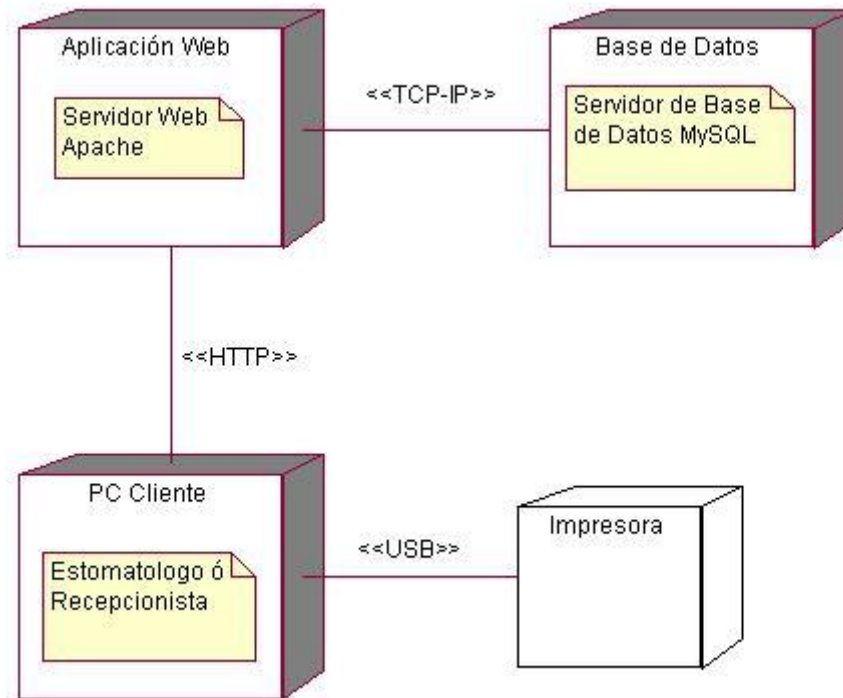 Aplicación Web
Servidor Web
Apache
<<TCP-IP>>
Base de Datos
Servidor de Base
de Datos MySQL
<<HTTP>>
PC Cliente
Estomatologo ó
Recepcionista
<<USB>>
Impresora